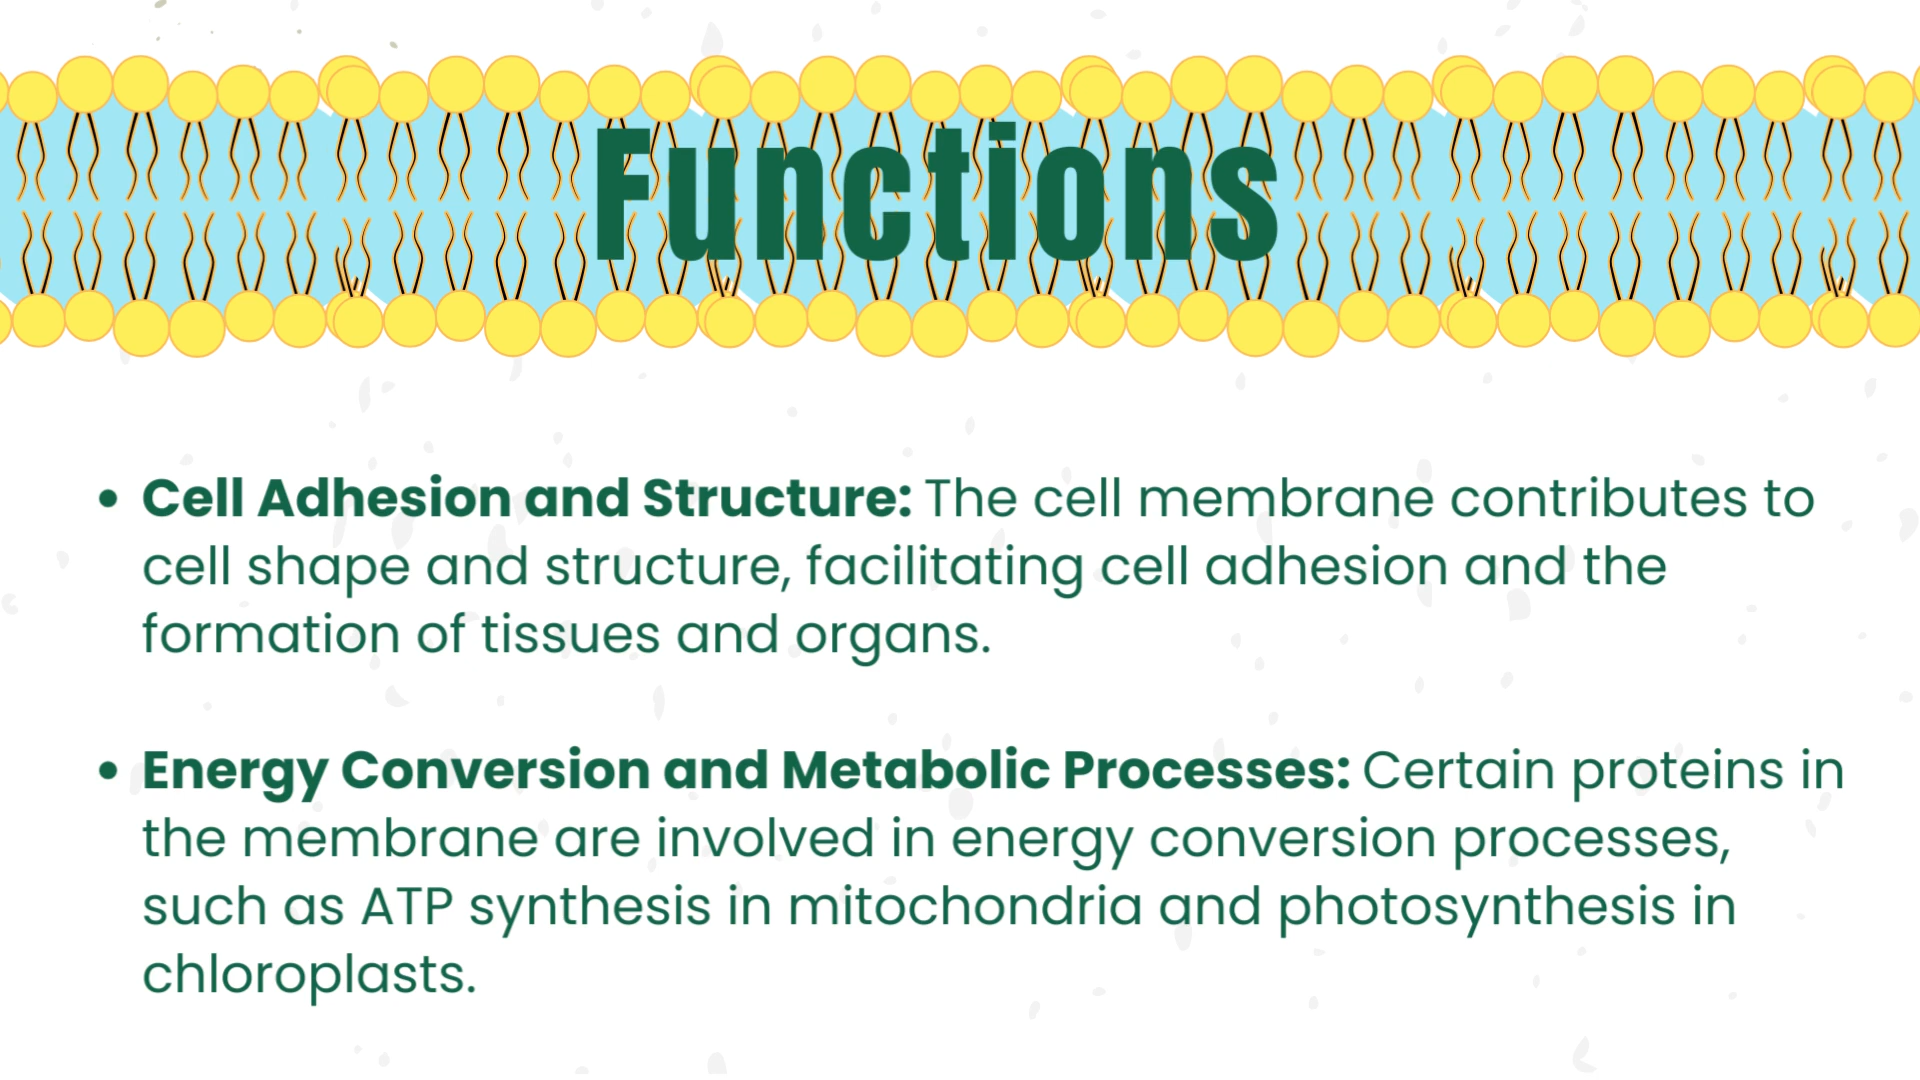 Functions
• Cell Adhesion and Structure: The cell membrane contributes to
cell shape and structure, facilitating cell adhesion and the
formation of tissues and organs.
• Energy Conversion and Metabolic Processes: Certain proteins in
the membrane are involved in energy conversion processes,
such as ATP synthesis in mitochondria and photosynthesis in
chloroplasts.